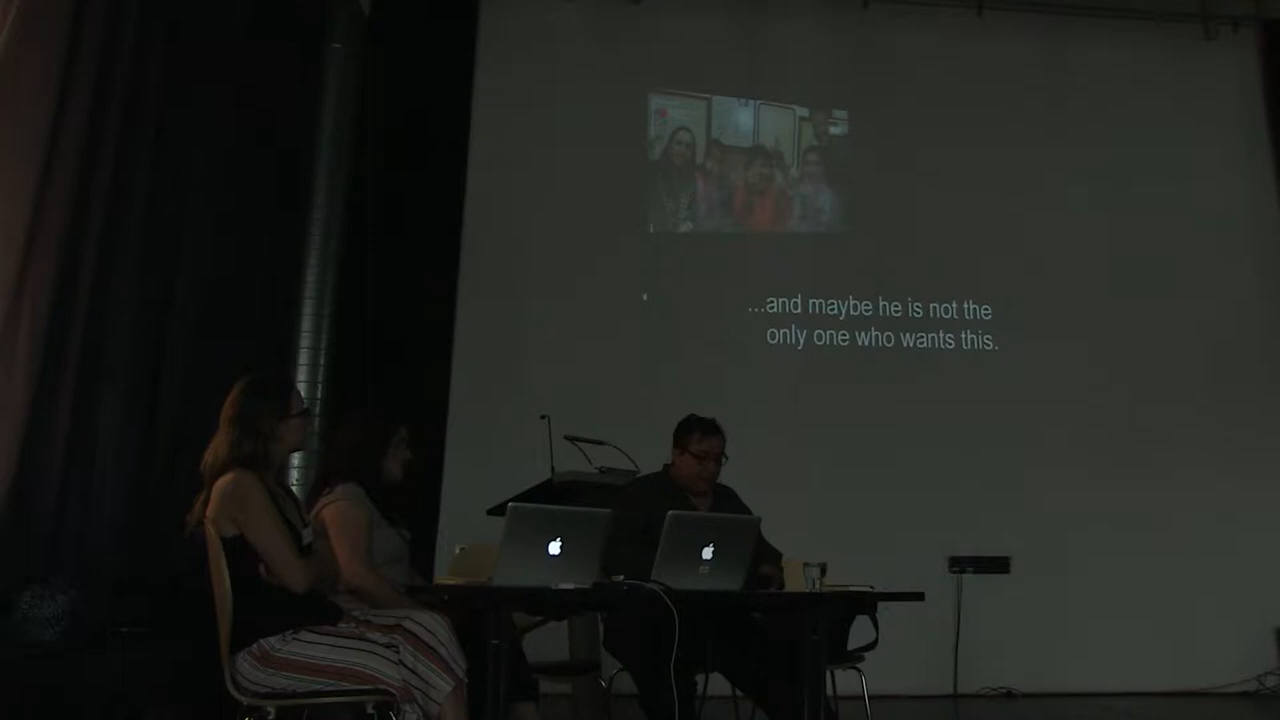 ...and maybe he is not the
only one who wants this.